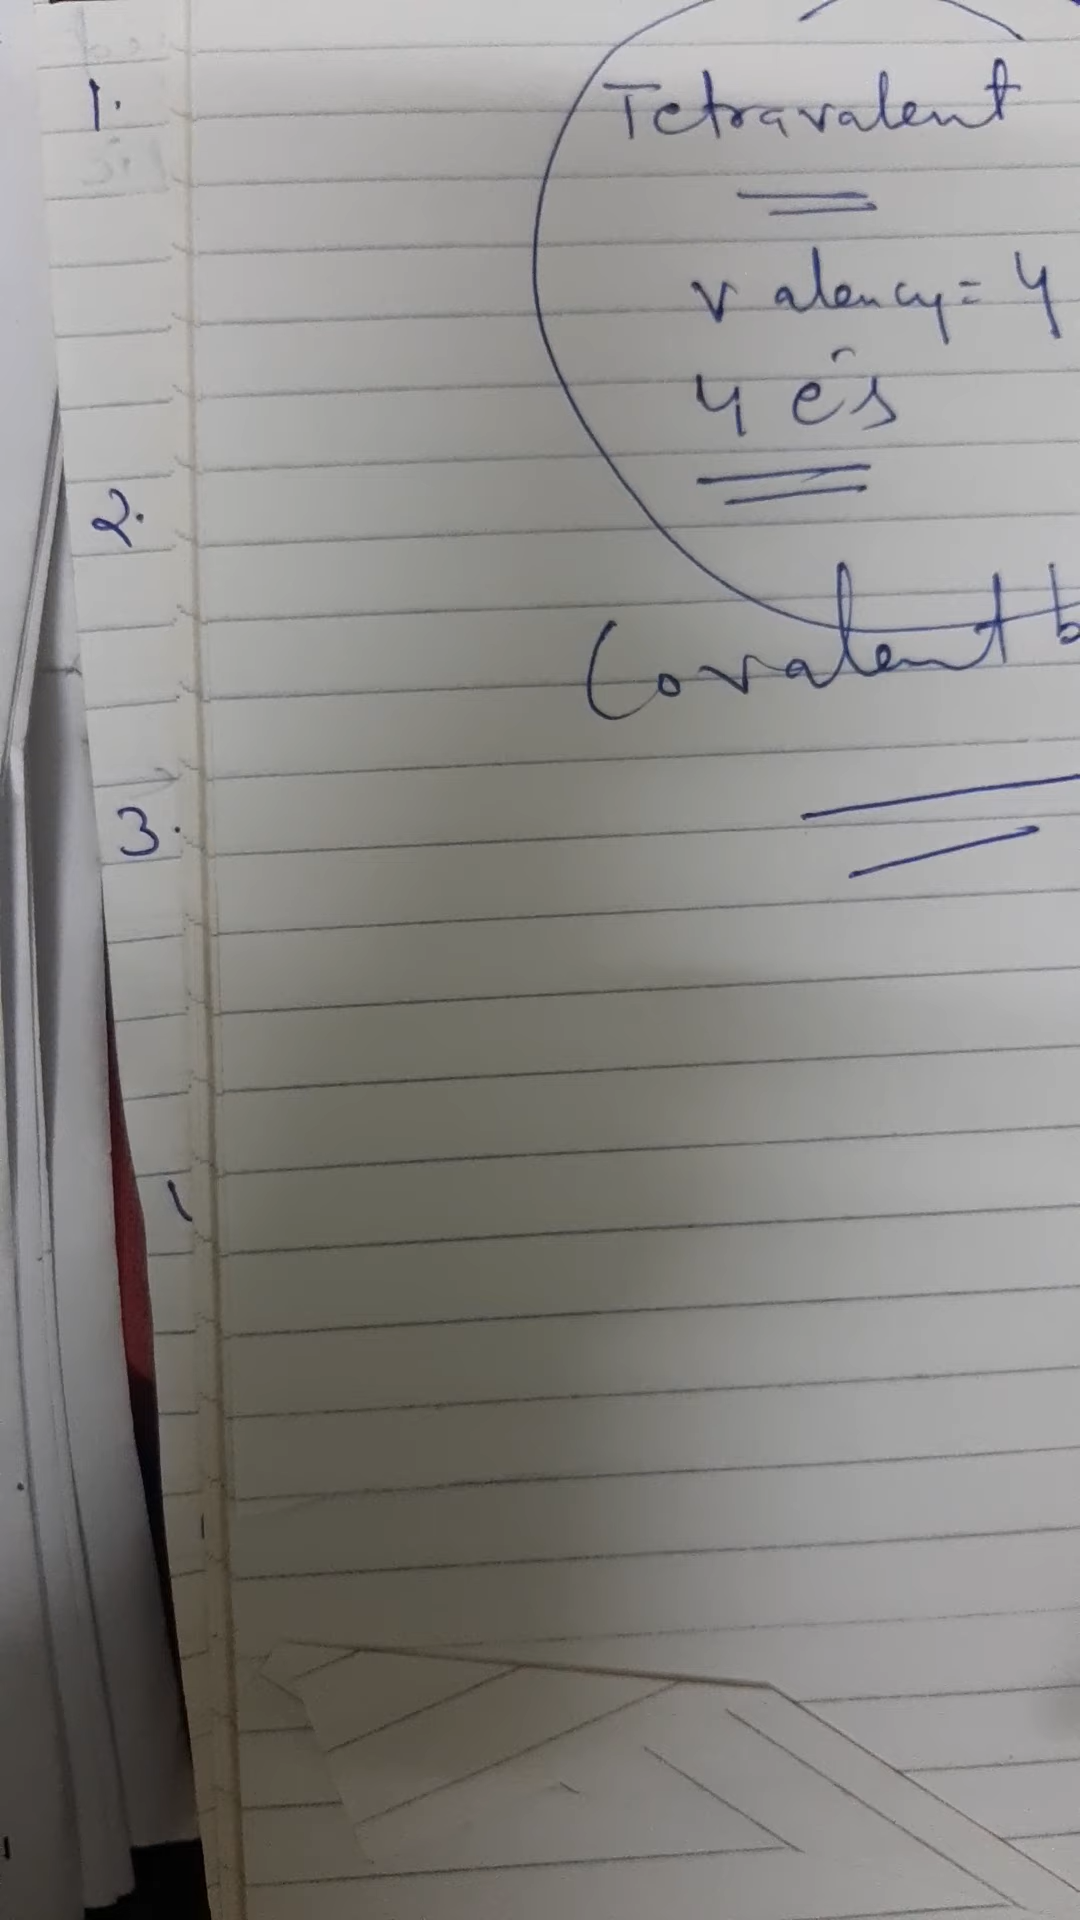 1.
Tetravalent
valency = 4
4 e⁻s
2.
Covalent b
3.